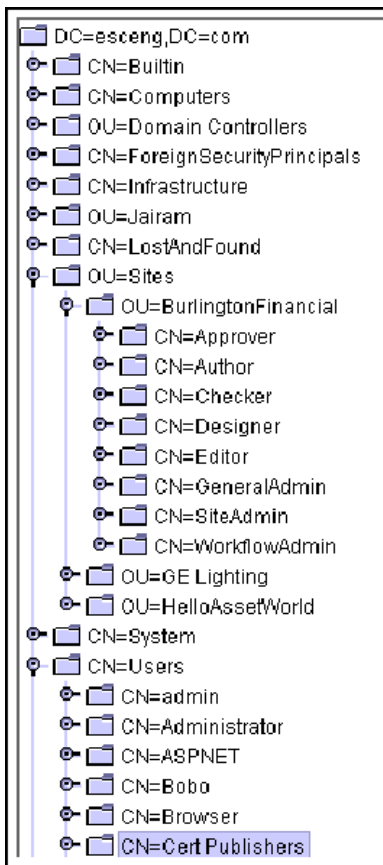 DC=esceng,DC=com
CN=Builtin
CN=Computers
OU=Domain Controllers
CN=ForeignSecurityPrincipals
CN=Infrastructure
OU=Jairam
CN=LostAndFound
OU=Sites
OU=BurlingtonFinancial
CN=Approver
CN=Author
CN=Checker
CN=Designer
CN=Editor
CN=GeneralAdmin
CN=SiteAdmin
CN=WorkflowAdmin
OU=GE Lighting
OU=HelloAssetWorld
CN=System
CN=Users
CN=admin
CN=Administrator
CN=ASPNET
CN=Bobo
CN=Browser
CN=Cert Publishers